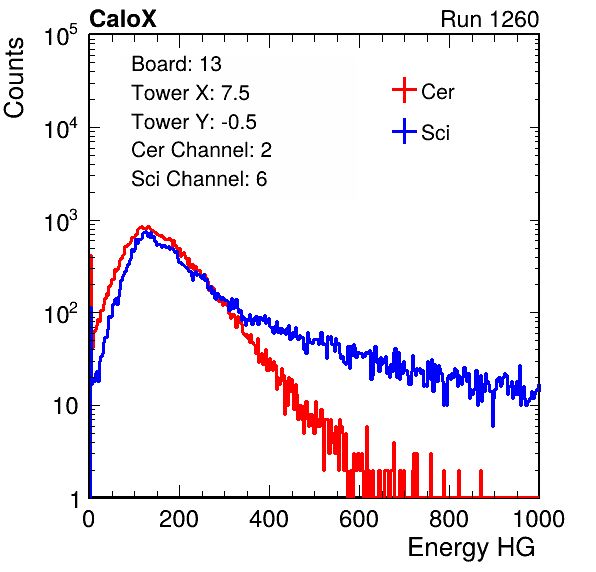 CaloX Run 1260
Counts
Board: 13
Tower X: 7.5
Tower Y: -0.5
Cer Channel: 2
Sci Channel: 6
Cer
Sci
10^5
10^4
10^3
10^2
10
1
0 200 400 600 800 1000
Energy HG